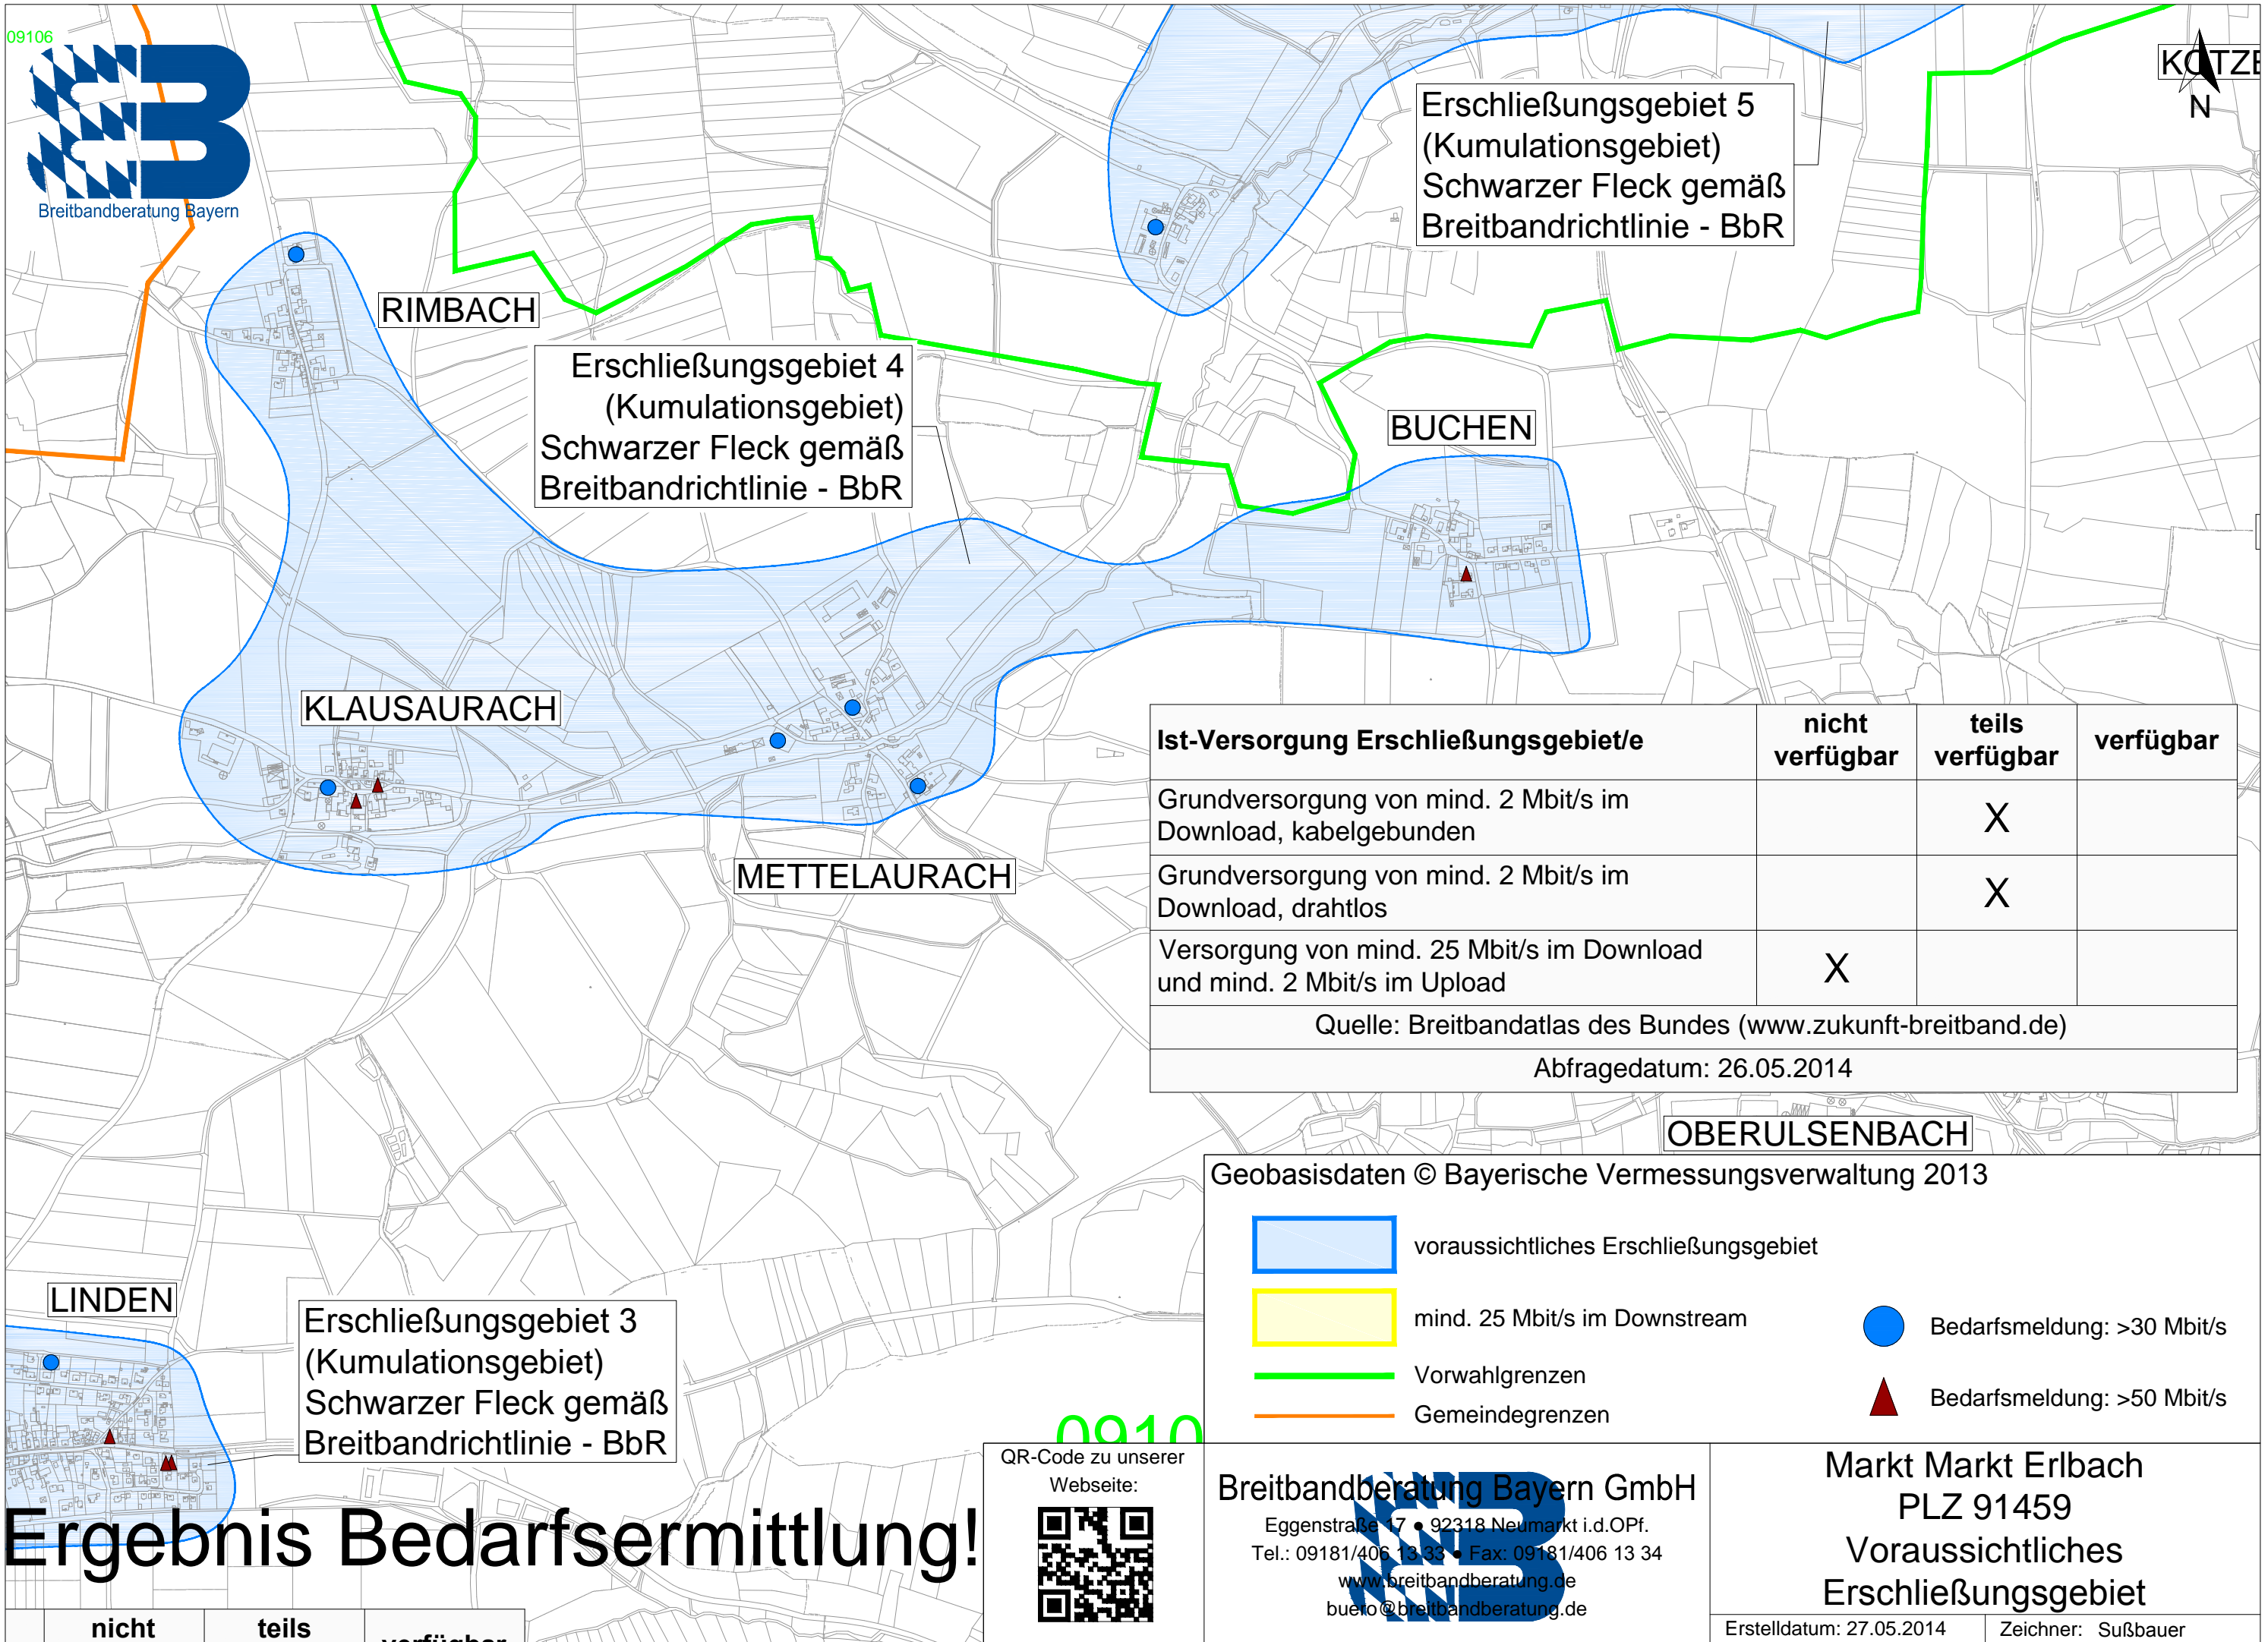 09106
Breitbandberatung Bayern
N
Erschließungsgebiet 5
(Kumulationsgebiet)
Schwarzer Fleck gemäß
Breitbandrichtlinie - BbR
RIMBACH
Erschließungsgebiet 4
(Kumulationsgebiet)
Schwarzer Fleck gemäß
Breitbandrichtlinie - BbR
BUCHEN
KLAUSAURACH
METTELAURACH
Ist-Versorgung Erschließungsgebiet/e
nicht
verfügbar
teils
verfügbar
verfügbar
Grundversorgung von mind. 2 Mbit/s im
Download, kabelgebunden
X
Grundversorgung von mind. 2 Mbit/s im
Download, drahtlos
X
Versorgung von mind. 25 Mbit/s im Download
und mind. 2 Mbit/s im Upload
X
Quelle: Breitbandatlas des Bundes (www.zukunft-breitband.de)
Abfragedatum: 26.05.2014
OBERULSENBACH
Geobasisdaten © Bayerische Vermessungsverwaltung 2013
voraussichtliches Erschließungsgebiet
mind. 25 Mbit/s im Downstream
Vorwahlgrenzen
Gemeindegrenzen
Bedarfsmeldung: >30 Mbit/s
Bedarfsmeldung: >50 Mbit/s
LINDEN
Erschließungsgebiet 3
(Kumulationsgebiet)
Schwarzer Fleck gemäß
Breitbandrichtlinie - BbR
0910
Ergebnis Bedarfsermittlung!
QR-Code zu unserer
Webseite:
Breitbandberatung Bayern GmbH
Eggenstraße 17 ● 92318 Neumarkt i.d.OPf.
Tel.: 09181/406 13 33 ● Fax: 09181/406 13 34
www.breitbandberatung.de
buero@breitbandberatung.de
Markt Markt Erlbach
PLZ 91459
Voraussichtliches
Erschließungsgebiet
Erstelldatum: 27.05.2014
Zeichner: Sußbauer
nicht
teils
verfügbar